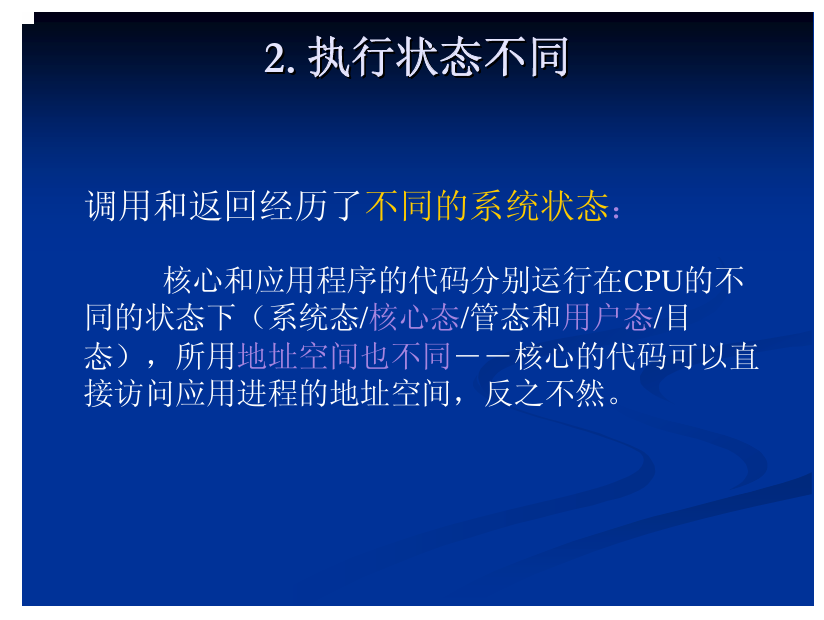 2. 执行状态不同
调用和返回经历了不同的系统状态：
核心和应用程序的代码分别运行在CPU的不
同的状态下（系统态/核心态/管态和用户态/目
态），所用地址空间也不同－－核心的代码可以直
接访问应用进程的地址空间，反之不然。